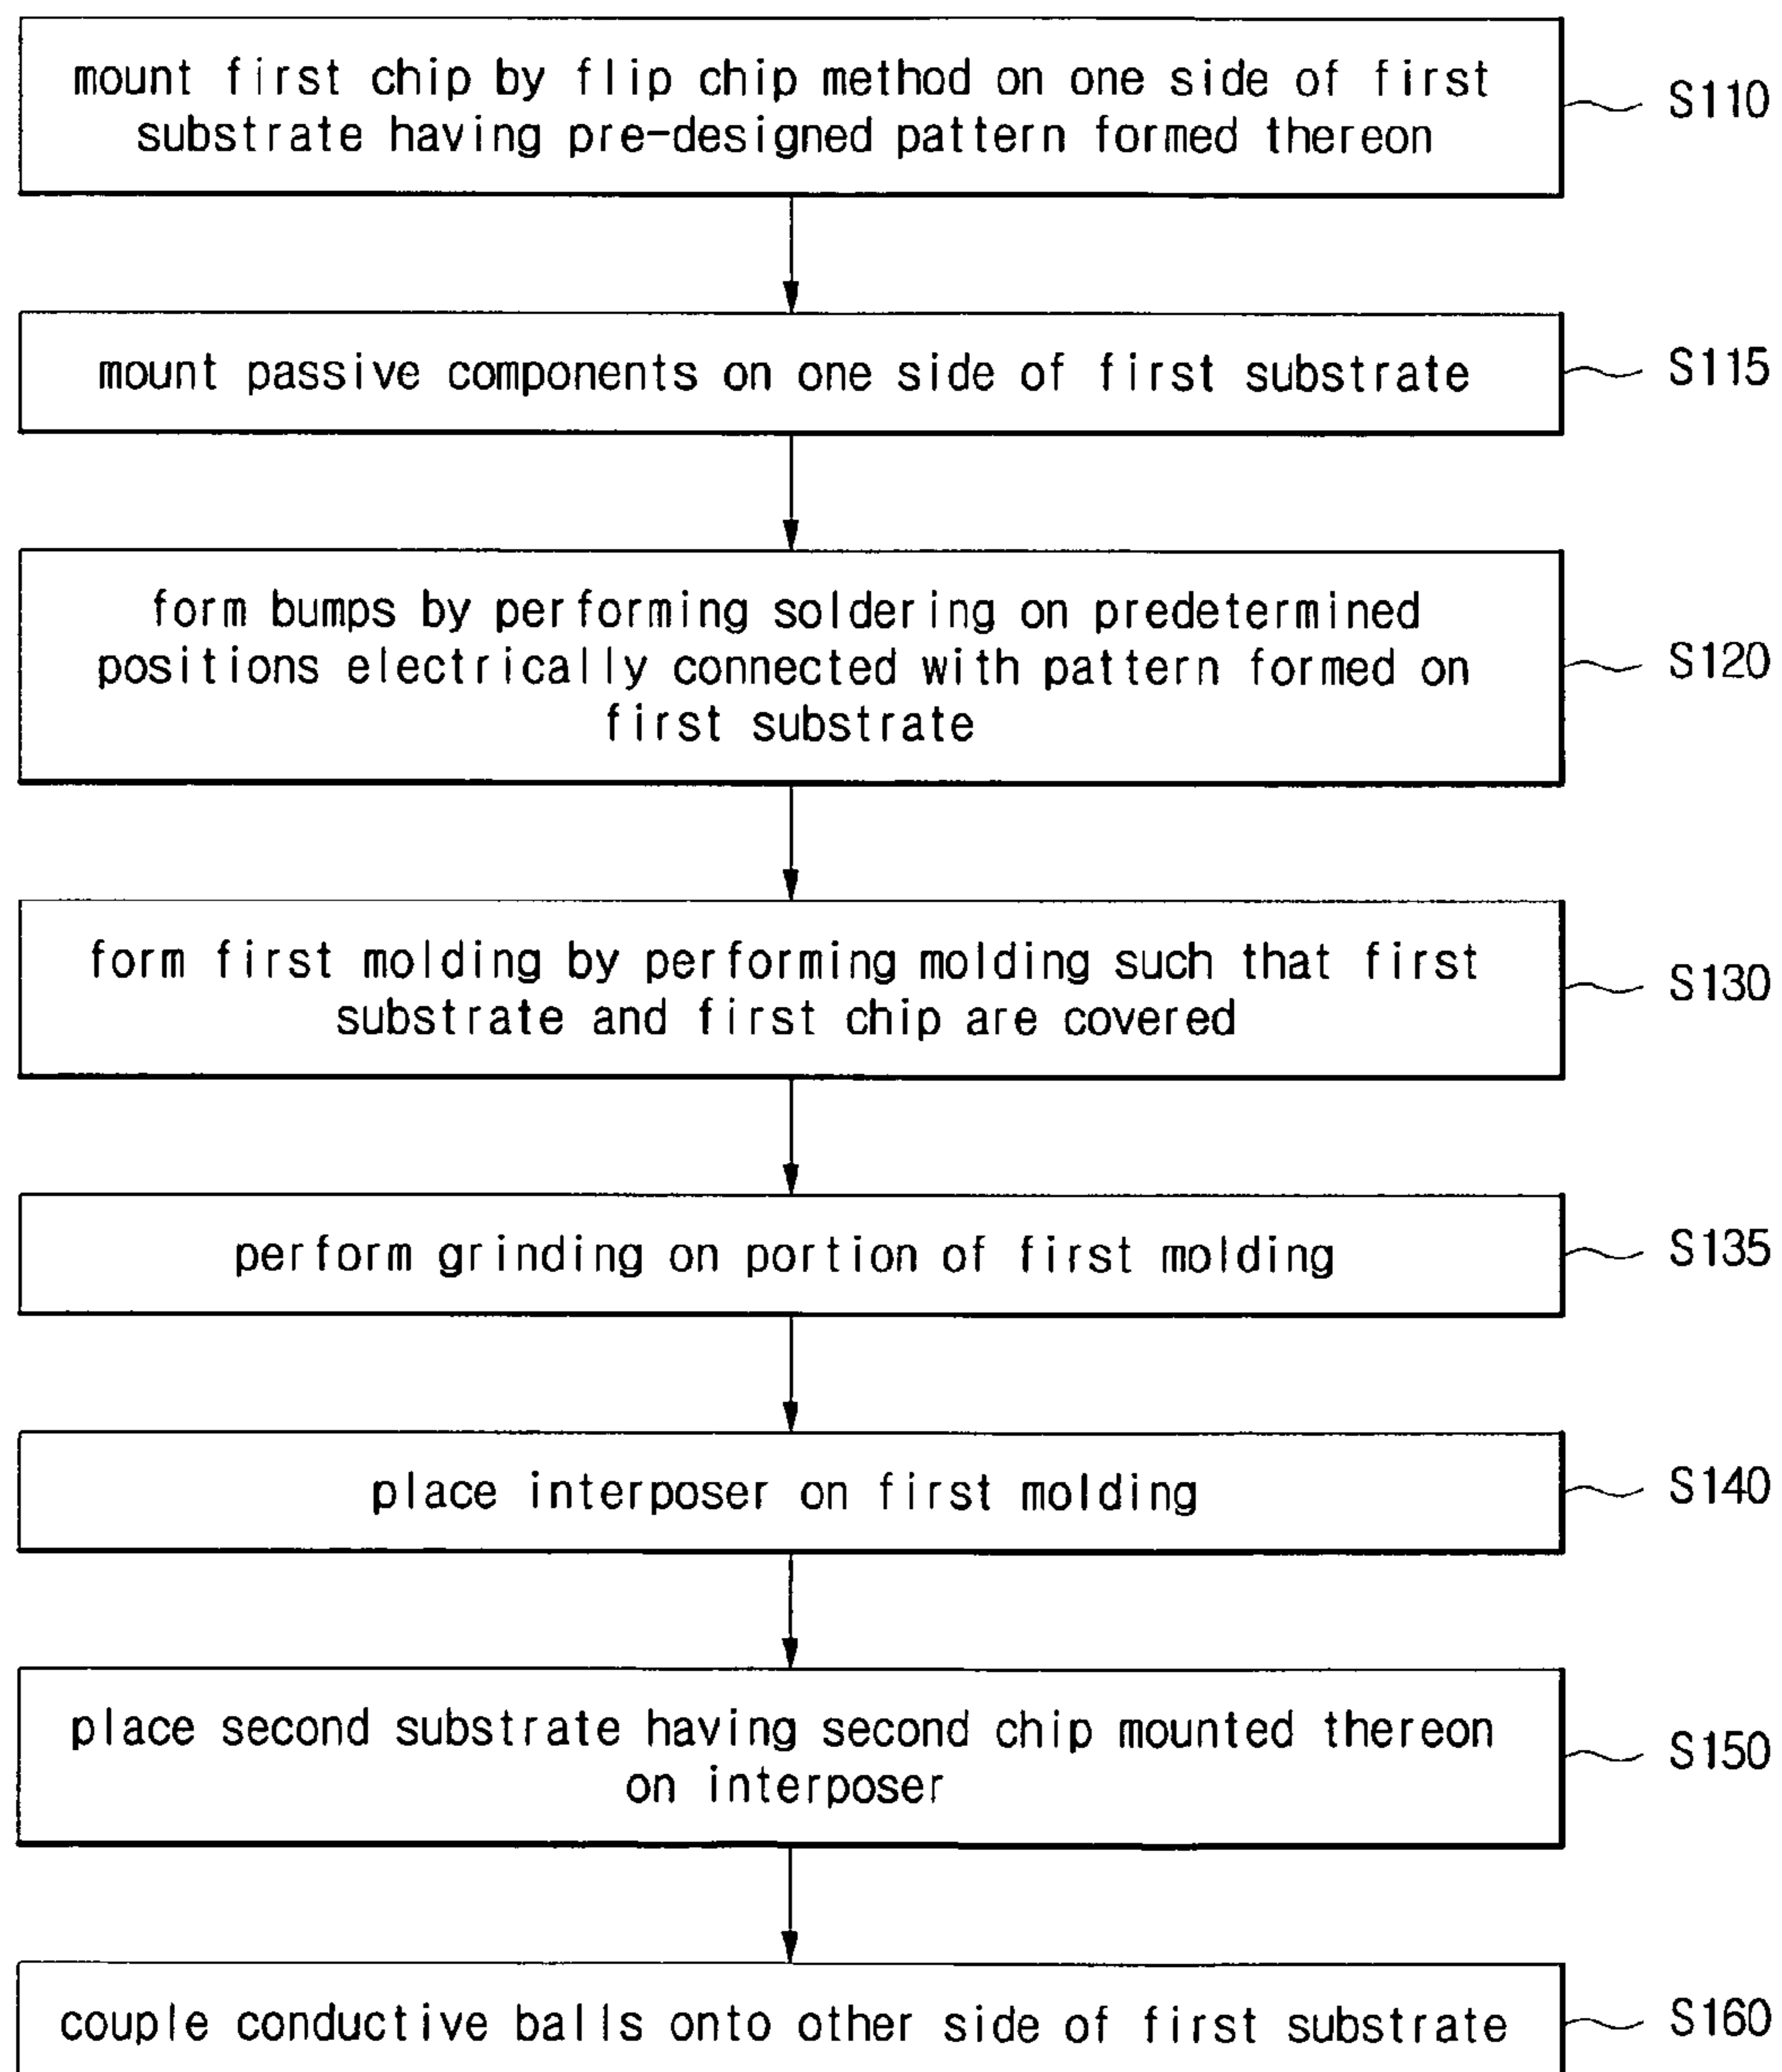 mount first chip by flip chip method on one side of first
substrate having pre-designed pattern formed thereon
S110
mount passive components on one side of first substrate
S115
form bumps by performing soldering on predetermined
positions electrically connected with pattern formed on
first substrate
S120
form first molding by performing molding such that first
substrate and first chip are covered
S130
perform grinding on portion of first molding
S135
place interposer on first molding
S140
place second substrate having second chip mounted thereon
on interposer
S150
couple conductive balls onto other side of first substrate
S160